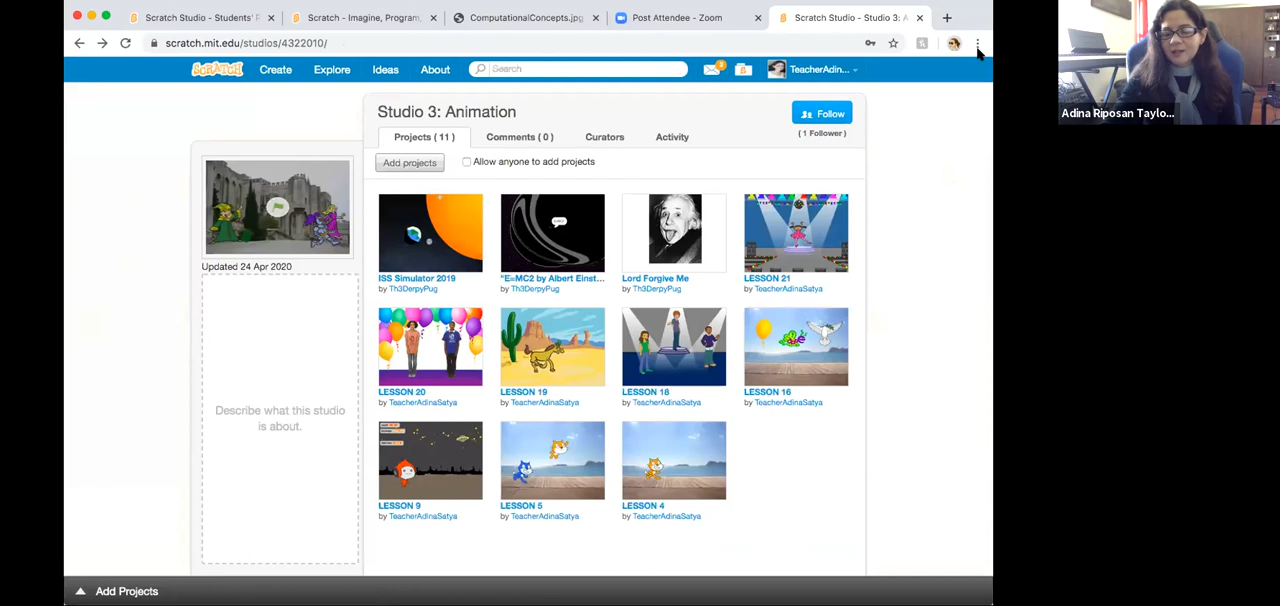 Scratch Studio - Students' F
Scratch - Imagine, Program,
ComputationalConcepts.jpg
Post Attendee - Zoom
Scratch Studio - Studio 3: A
scratch.mit.edu/studios/4322010/
SCRATCH Create Explore Ideas About Search TeacherAdin...
Adina Riposan Taylo...
Studio 3: Animation
Follow
( 1 Follower )
Projects ( 11 ) Comments ( 0 ) Curators Activity
Add projects Allow anyone to add projects
Updated 24 Apr 2020
Describe what this studio
is about.
ISS Simulator 2019
by Th3DerpyPug
"E=MC2 by Albert Einst...
by Th3DerpyPug
Lord Forgive Me
by Th3DerpyPug
LESSON 21
by TeacherAdinaSatya
LESSON 20
by TeacherAdinaSatya
LESSON 19
by TeacherAdinaSatya
LESSON 18
by TeacherAdinaSatya
LESSON 16
by TeacherAdinaSatya
LESSON 9
by TeacherAdinaSatya
LESSON 5
by TeacherAdinaSatya
LESSON 4
by TeacherAdinaSatya
Add Projects